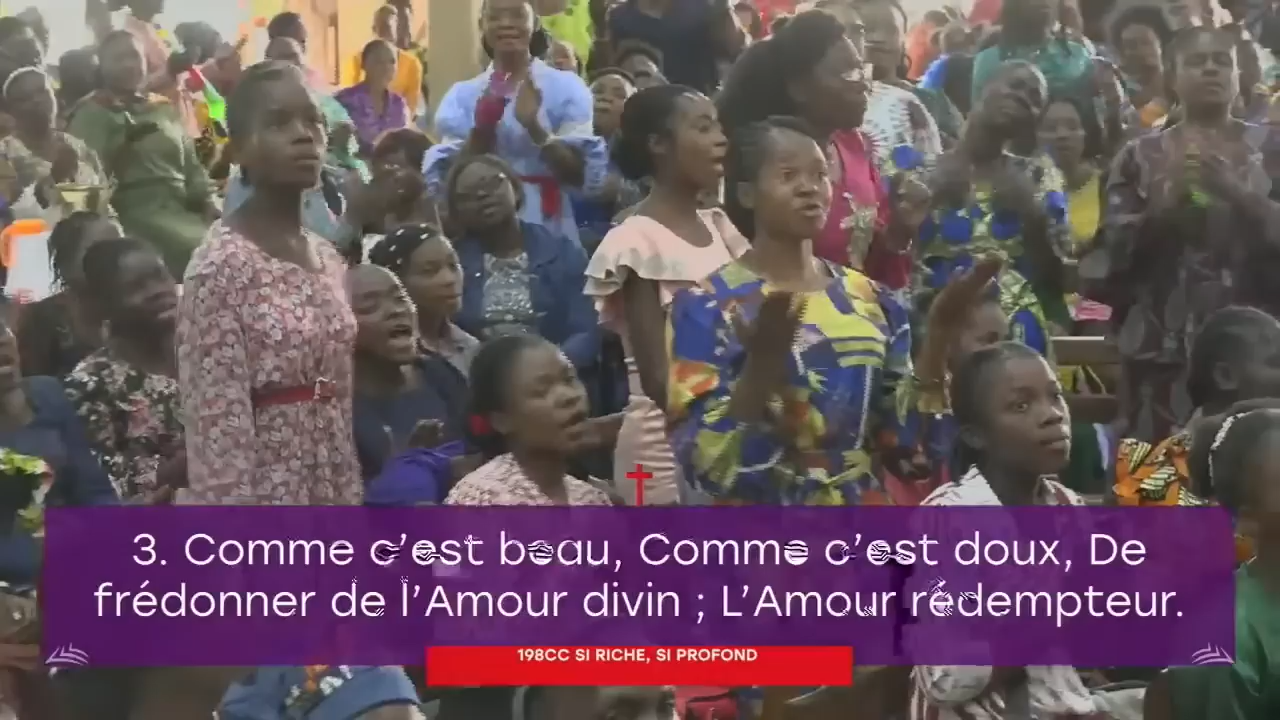 3. Comme c'est beau, Comme c'est doux, De
frédonner de l'Amour divin ; L'Amour rédempteur.
198CC SI RICHE, SI PROFOND